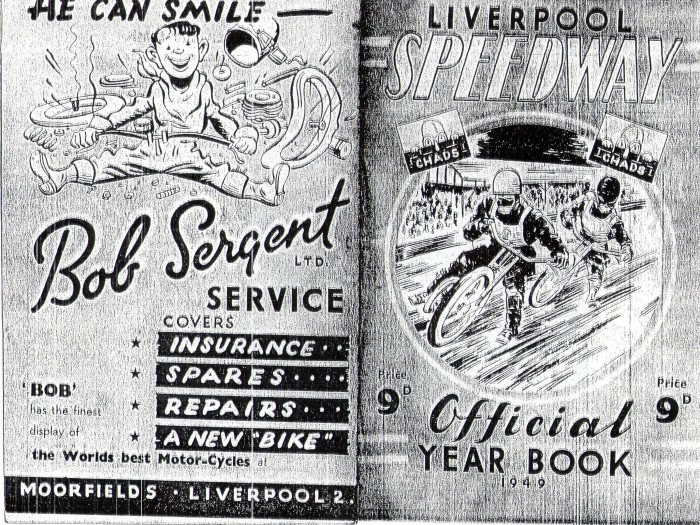 HE CAN SMILE —
Bob Sergent
LTD.
SERVICE
COVERS
★ INSURANCE · ·
★ SPARES · · · ·
★ REPAIRS · · ·
★ A NEW "BIKE"
'BOB'
has the finest
display of
the Worlds best Motor-Cycles at
MOORFIELDS · LIVERPOOL 2.
LIVERPOOL
SPEEDWAY
"CHADS"
"CHADS"
Price
9D
Price
9D
Official
YEAR BOOK
1949